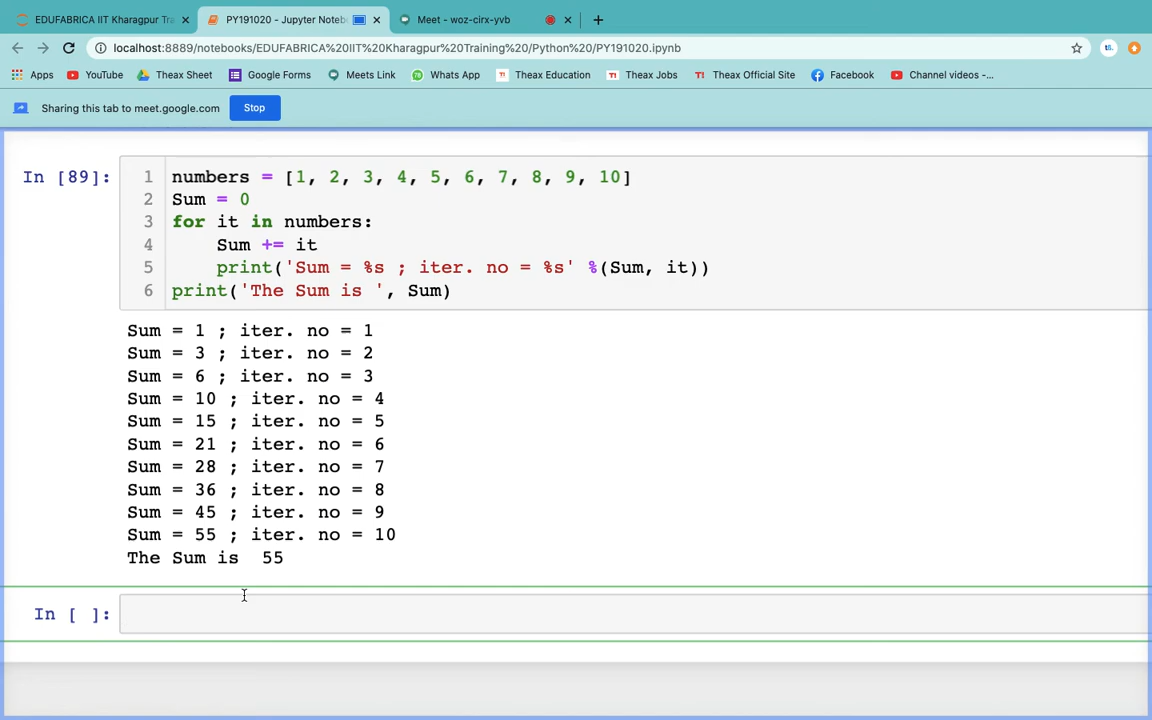 EDUFABRICA IIT Kharagpur Tra
PY191020 - Jupyter Noteb
Meet - woz-cirx-yvb
localhost:8889/notebooks/EDUFABRICA%20IIT%20Kharagpur%20Training%20/Python%20/PY191020.ipynb
Apps YouTube Theax Sheet Google Forms Meets Link Whats App Theax Education Theax Jobs Theax Official Site Facebook Channel videos -...
Sharing this tab to meet.google.com Stop
In [89]: 1 numbers = [1, 2, 3, 4, 5, 6, 7, 8, 9, 10]
2 Sum = 0
3 for it in numbers:
4 Sum += it
5 print('Sum = %s ; iter. no = %s' %(Sum, it))
6 print('The Sum is ', Sum)
Sum = 1 ; iter. no = 1
Sum = 3 ; iter. no = 2
Sum = 6 ; iter. no = 3
Sum = 10 ; iter. no = 4
Sum = 15 ; iter. no = 5
Sum = 21 ; iter. no = 6
Sum = 28 ; iter. no = 7
Sum = 36 ; iter. no = 8
Sum = 45 ; iter. no = 9
Sum = 55 ; iter. no = 10
The Sum is  55
In [ ]: